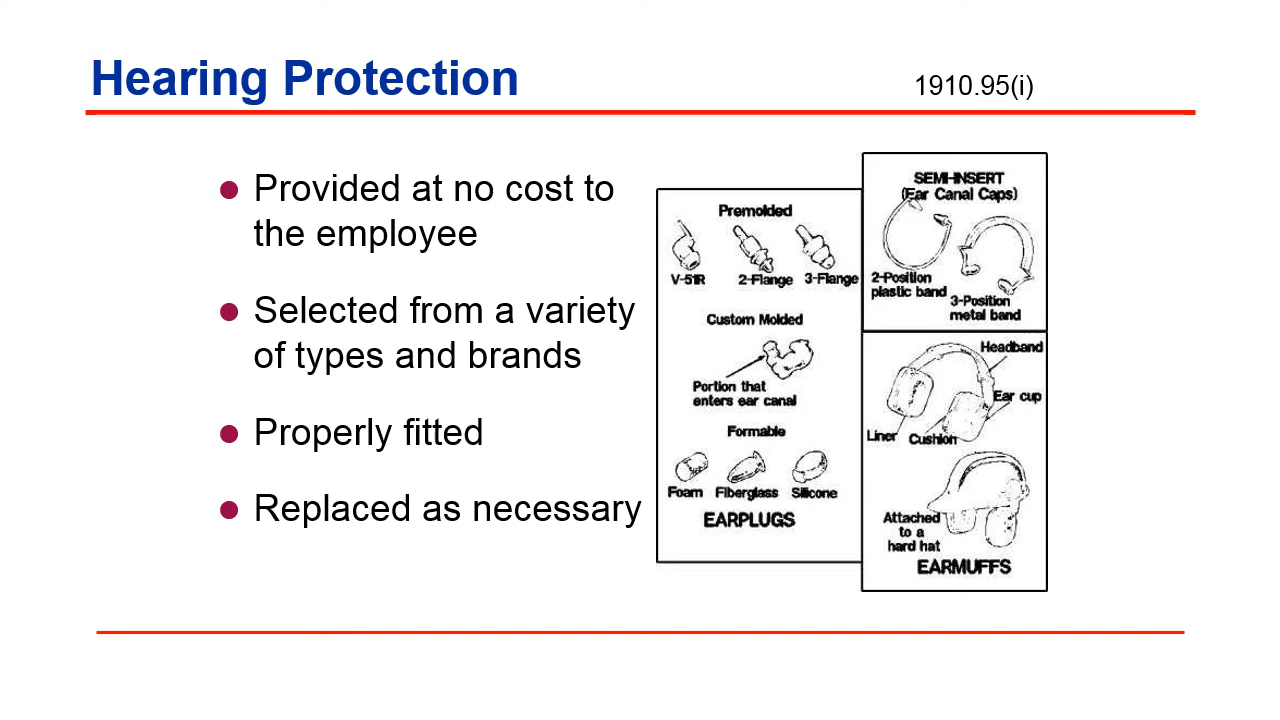 Hearing Protection
1910.95(i)
Provided at no cost to
the employee
Selected from a variety
of types and brands
Properly fitted
Replaced as necessary
Premolded
V-51R
2-Flange
3-Flange
Custom Molded
Portion that
enters ear canal
Formable
Foam
Fiberglass
Silicone
EARPLUGS
SEMI-INSERT
(Ear Canal Caps)
2-Position
plastic band
3-Position
metal band
Headband
Ear cup
Liner
Cushion
Attached
to a
hard hat
EARMUFFS